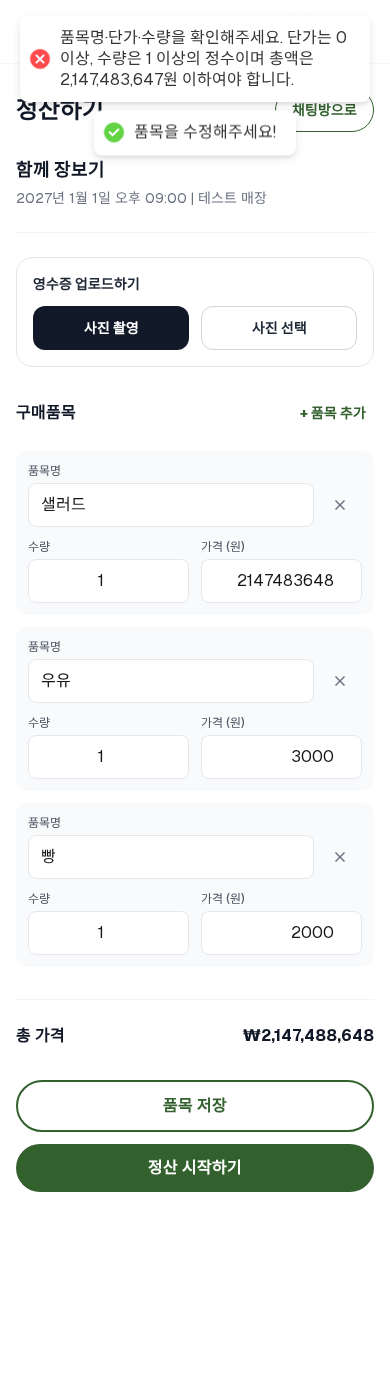 품목명·단가·수량을 확인해주세요. 단가는 0
이상, 수량은 1 이상의 정수이며 총액은
2,147,483,647원 이하여야 합니다.
정산하기
채팅방으로
품목을 수정해주세요!
함께 장보기
2027년 1월 1일 오후 09:00 | 테스트 매장
영수증 업로드하기
사진 촬영
사진 선택
구매품목
+ 품목 추가
품목명
샐러드
수량
가격 (원)
1
2147483648
품목명
우유
수량
가격 (원)
1
3000
품목명
빵
수량
가격 (원)
1
2000
총 가격
₩2,147,488,648
품목 저장
정산 시작하기